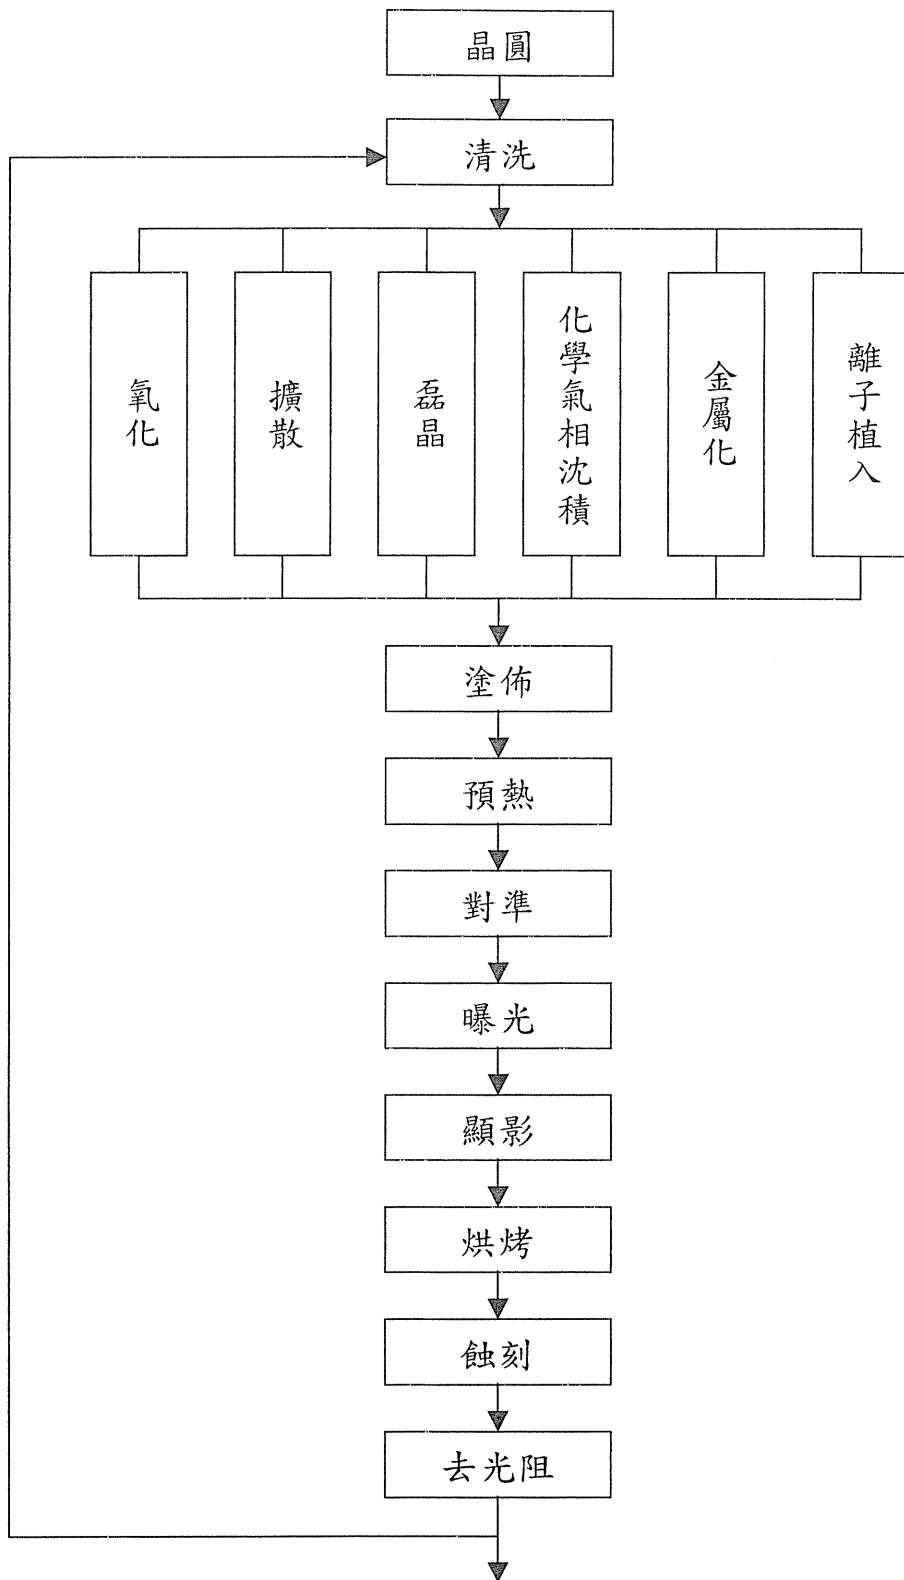 晶圓
清洗
氧化
擴散
磊晶
化學氣相沈積
金屬化
離子植入
塗佈
預熱
對準
曝光
顯影
烘烤
蝕刻
去光阻